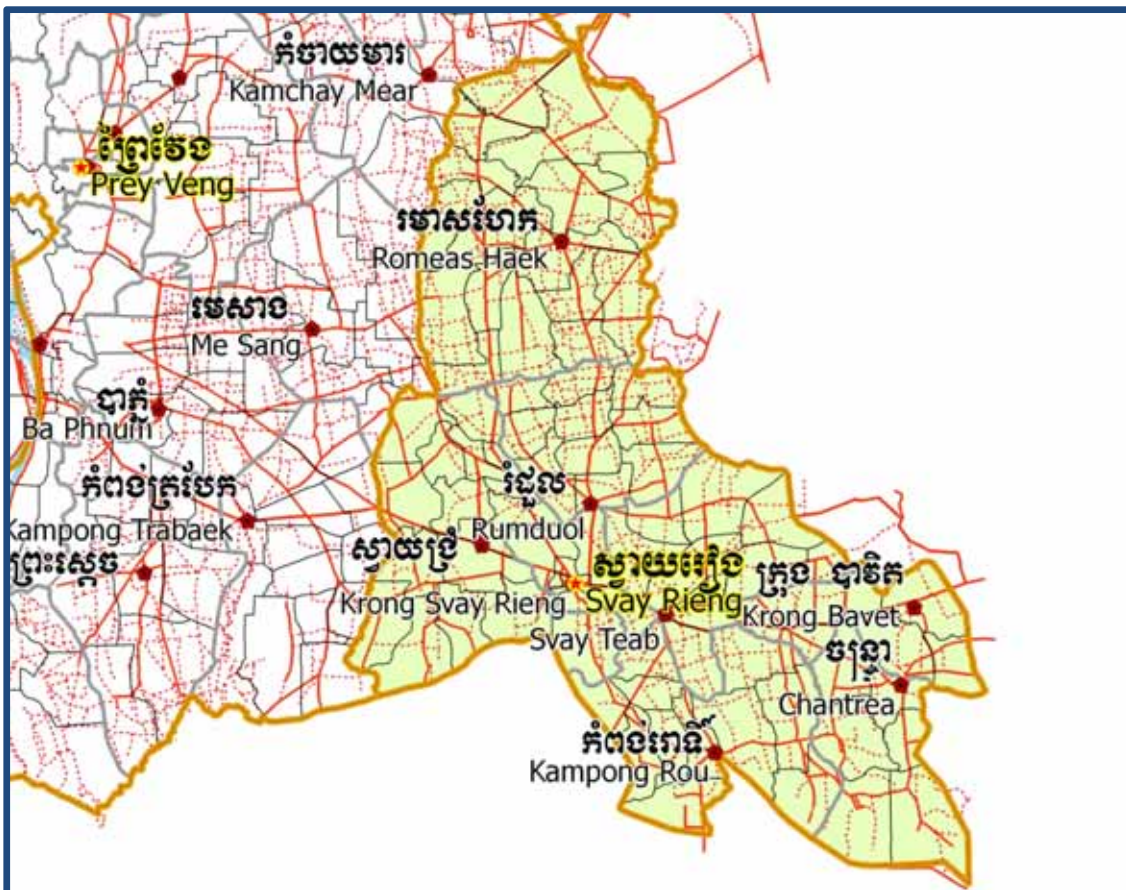 កំចាយមារ
Kamchay Mear
ព្រៃវែង
Prey Veng
រមាសហែក
Romeas Haek
រមសាង
Me Sang
បាភ្នំ
Ba Phnum
កំពង់ត្របែក
Kampong Trabaek
ព្រះស្តេច
រំដួល
Rumduol
ស្វាយជ្រំ
Krong Svay Rieng
ស្វាយរៀង
Svay Rieng
Svay Teab
ក្រុង បាវិត
Krong Bavet
ចន្ទ្រា
Chantrea
កំពង់រោទិ៍
Kampong Rou